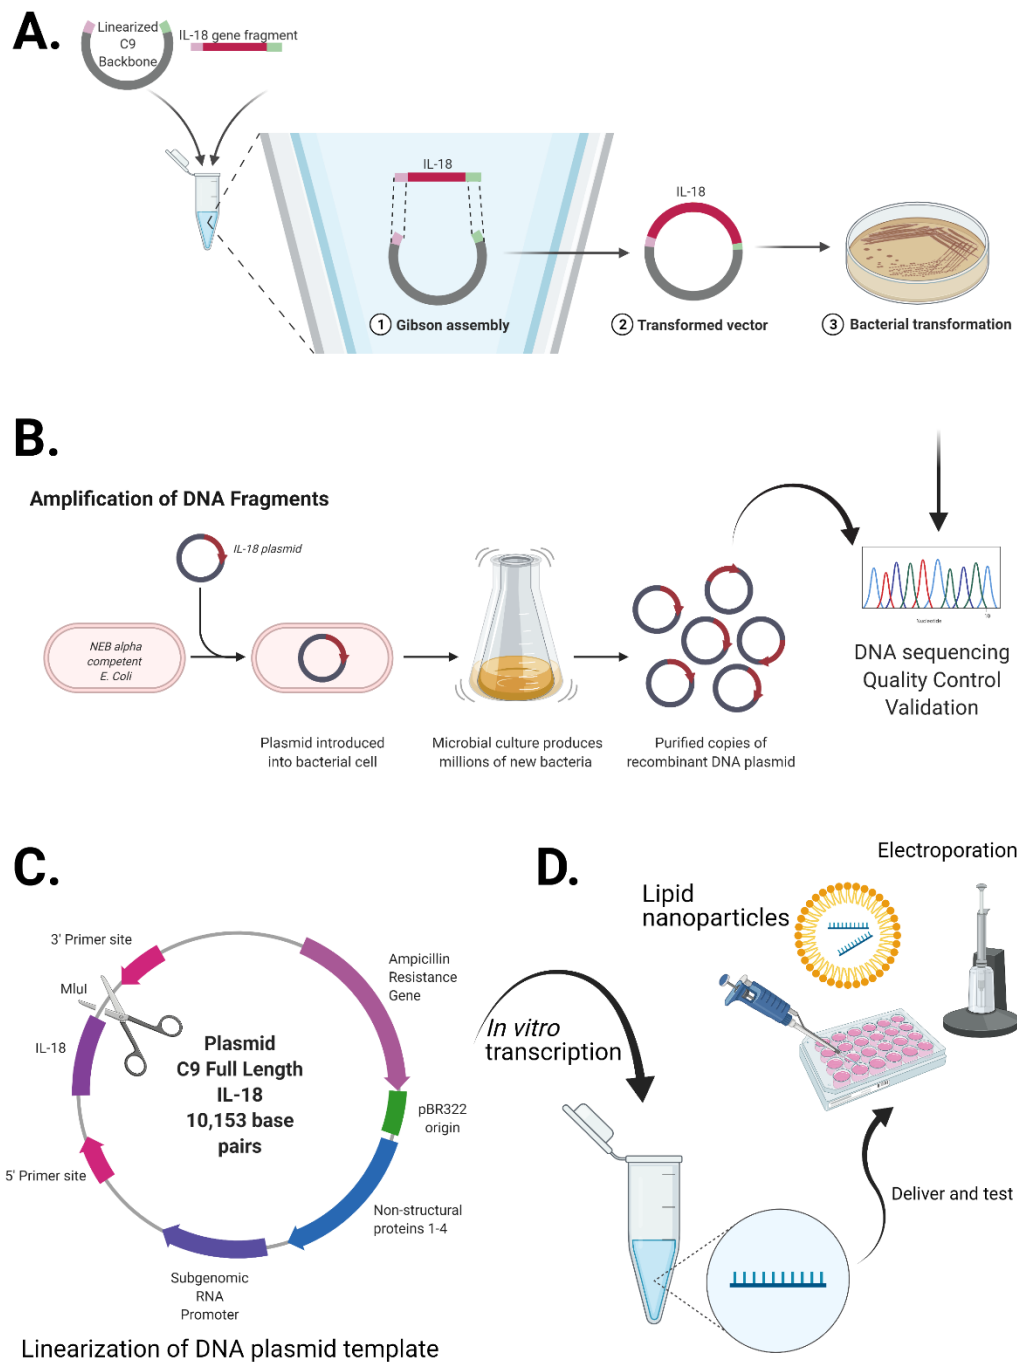 A.
Linearized
C9
Backbone
IL-18 gene fragment
IL-18
IL-18
1 Gibson assembly
2 Transformed vector
3 Bacterial transformation
B.
Amplification of DNA Fragments
IL-18 plasmid
NEB alpha
competent
E. Coli
Plasmid introduced
into bacterial cell
Microbial culture produces
millions of new bacteria
Purified copies of
recombinant DNA plasmid
Nucleotide
10
DNA sequencing
Quality Control
Validation
C.
3' Primer site
MluI
IL-18
5' Primer site
Ampicillin
Resistance
Gene
Plasmid
C9 Full Length
IL-18
10,153 base
pairs
pBR322
origin
Non-structural
proteins 1-4
Subgenomic
RNA
Promoter
Linearization of DNA plasmid template
D.
Electroporation
Lipid
nanoparticles
In vitro
transcription
Deliver and test